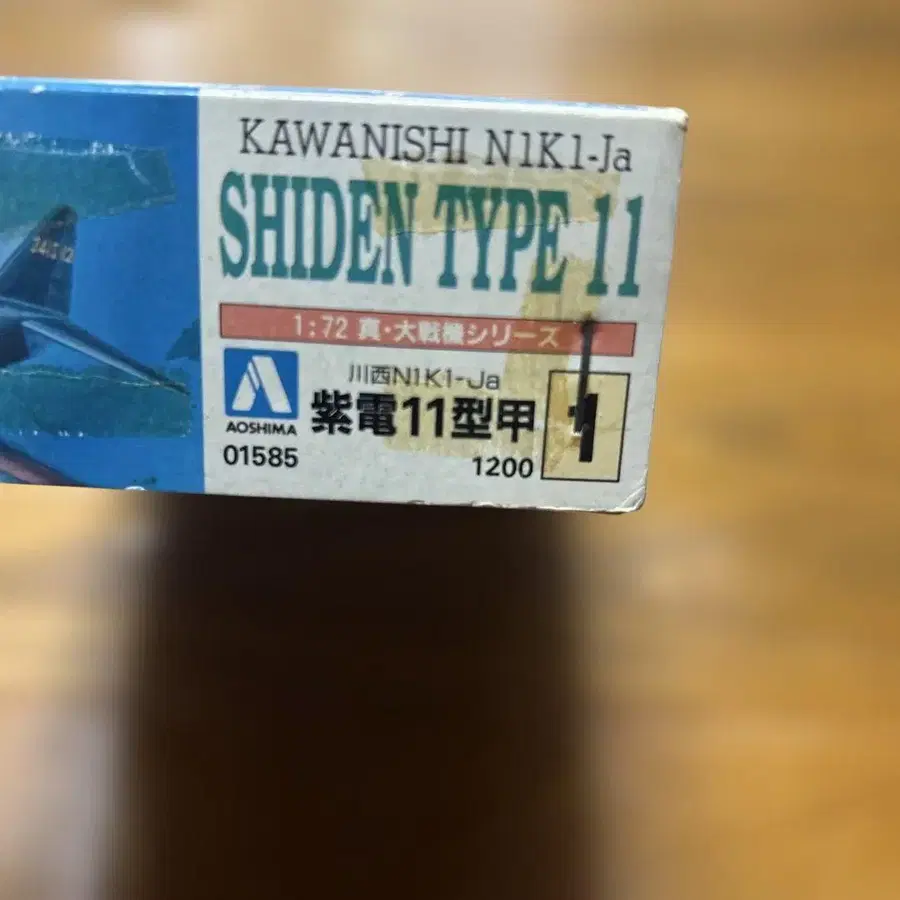 KAWANISHI N1K1-Ja
SHIDEN TYPE 11
1:72 真・大戦機シリーズ
川西N1K1-Ja
紫電11型甲
AOSHIMA
01585
1200
1